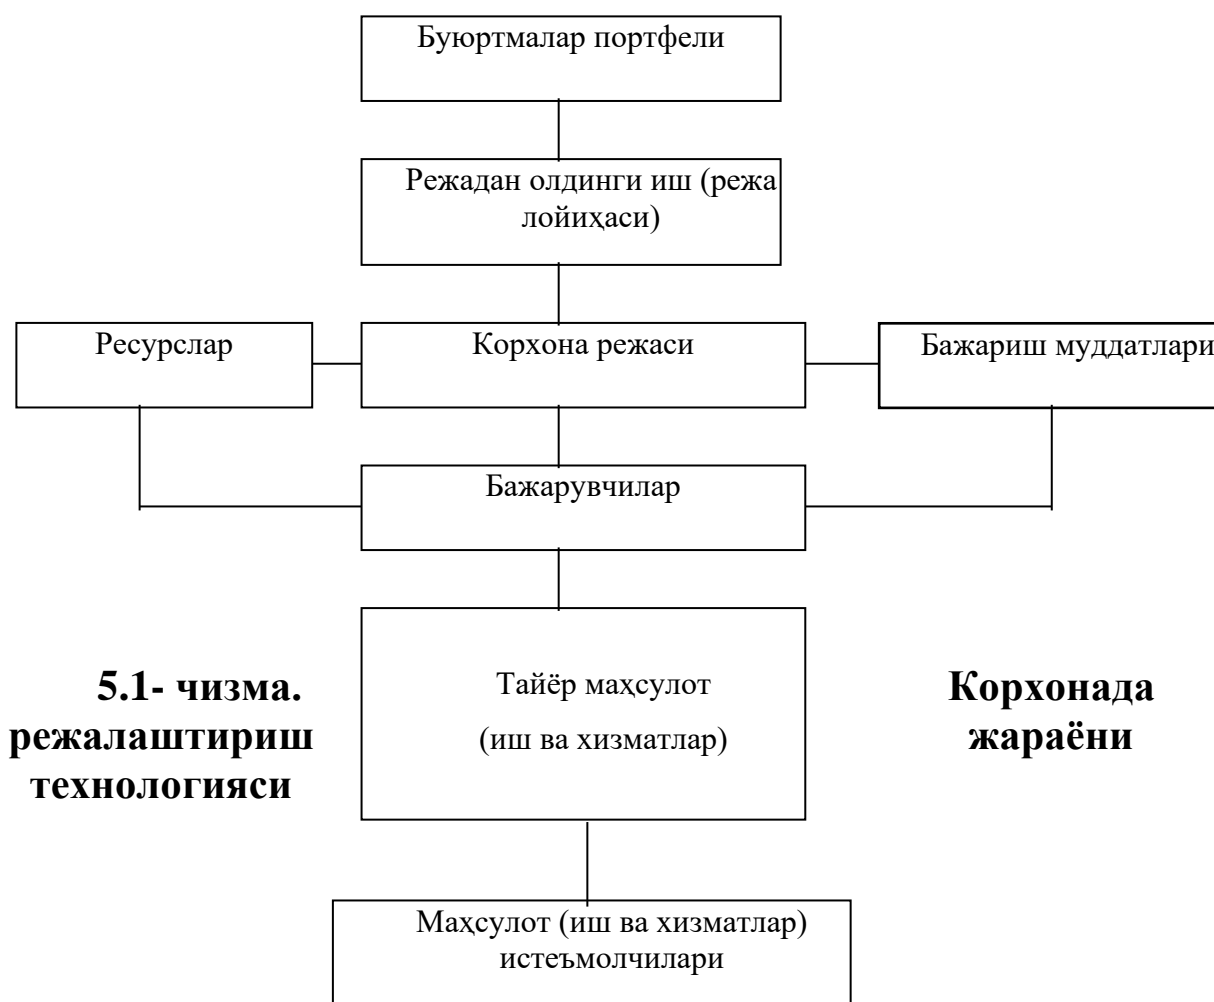 Буюртмалар портфели
Режадан олдинги иш (режа
лойиҳаси)
Ресурслар
Корхона режаси
Бажариш муддатлари
Бажарувчилар
Тайёр маҳсулот
(иш ва хизматлар)
5.1- чизма. Корхонада
режалаштириш жараёни
технологияси
Маҳсулот (иш ва хизматлар)
истеъмолчилари